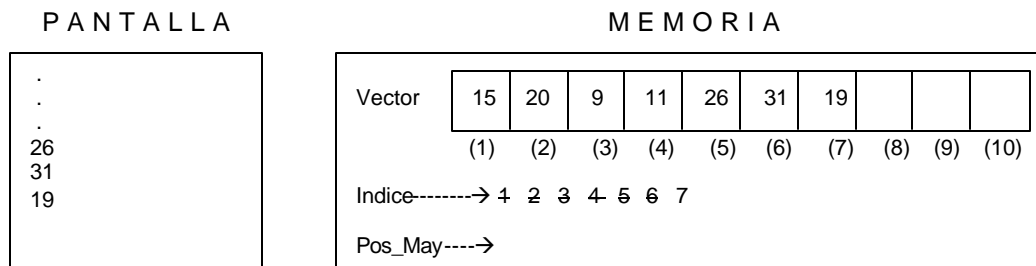 PANTALLA
MEMORIA
.
.
.
26
31
19
Vector 15 20 9 11 26 31 19
(1) (2) (3) (4) (5) (6) (7) (8) (9) (10)
Indice--------→ 1 2 3 4 5 6 7
Pos_May----→